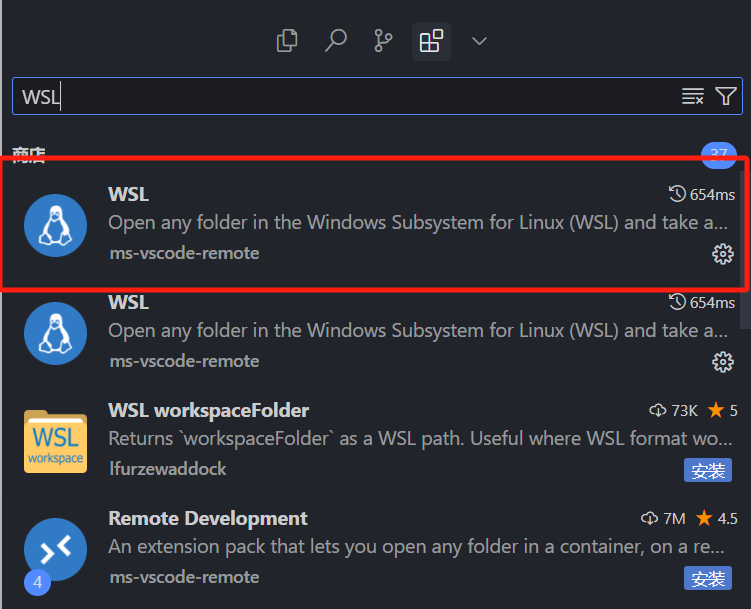 WSL
商店
37
WSL
654ms
Open any folder in the Windows Subsystem for Linux (WSL) and take a...
ms-vscode-remote
WSL
654ms
Open any folder in the Windows Subsystem for Linux (WSL) and take a...
ms-vscode-remote
WSL workspaceFolder
73K
5
WSL
workspace
Returns `workspaceFolder` as a WSL path. Useful where WSL format wo...
lfurzewaddock
安装
Remote Development
7M
4.5
An extension pack that lets you open any folder in a container, on a re...
4
ms-vscode-remote
安装